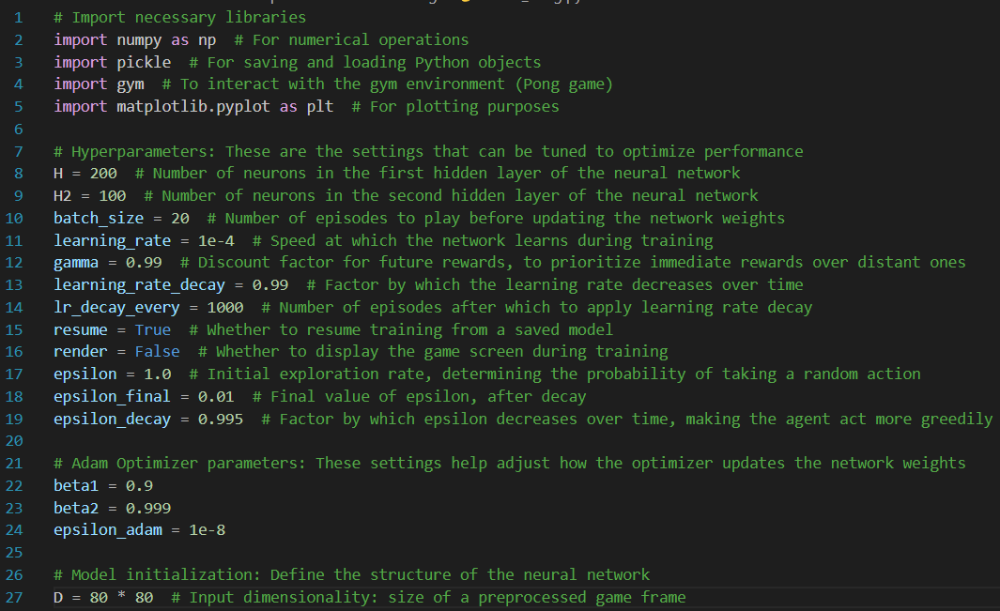 1 # Import necessary libraries
2 import numpy as np  # For numerical operations
3 import pickle  # For saving and loading Python objects
4 import gym  # To interact with the gym environment (Pong game)
5 import matplotlib.pyplot as plt  # For plotting purposes
6
7 # Hyperparameters: These are the settings that can be tuned to optimize performance
8 H = 200  # Number of neurons in the first hidden layer of the neural network
9 H2 = 100  # Number of neurons in the second hidden layer of the neural network
10 batch_size = 20  # Number of episodes to play before updating the network weights
11 learning_rate = 1e-4  # Speed at which the network learns during training
12 gamma = 0.99  # Discount factor for future rewards, to prioritize immediate rewards over distant ones
13 learning_rate_decay = 0.99  # Factor by which the learning rate decreases over time
14 lr_decay_every = 1000  # Number of episodes after which to apply learning rate decay
15 resume = True  # Whether to resume training from a saved model
16 render = False  # Whether to display the game screen during training
17 epsilon = 1.0  # Initial exploration rate, determining the probability of taking a random action
18 epsilon_final = 0.01  # Final value of epsilon, after decay
19 epsilon_decay = 0.995  # Factor by which epsilon decreases over time, making the agent act more greedily
20
21 # Adam Optimizer parameters: These settings help adjust how the optimizer updates the network weights
22 beta1 = 0.9
23 beta2 = 0.999
24 epsilon_adam = 1e-8
25
26 # Model initialization: Define the structure of the neural network
27 D = 80 * 80  # Input dimensionality: size of a preprocessed game frame